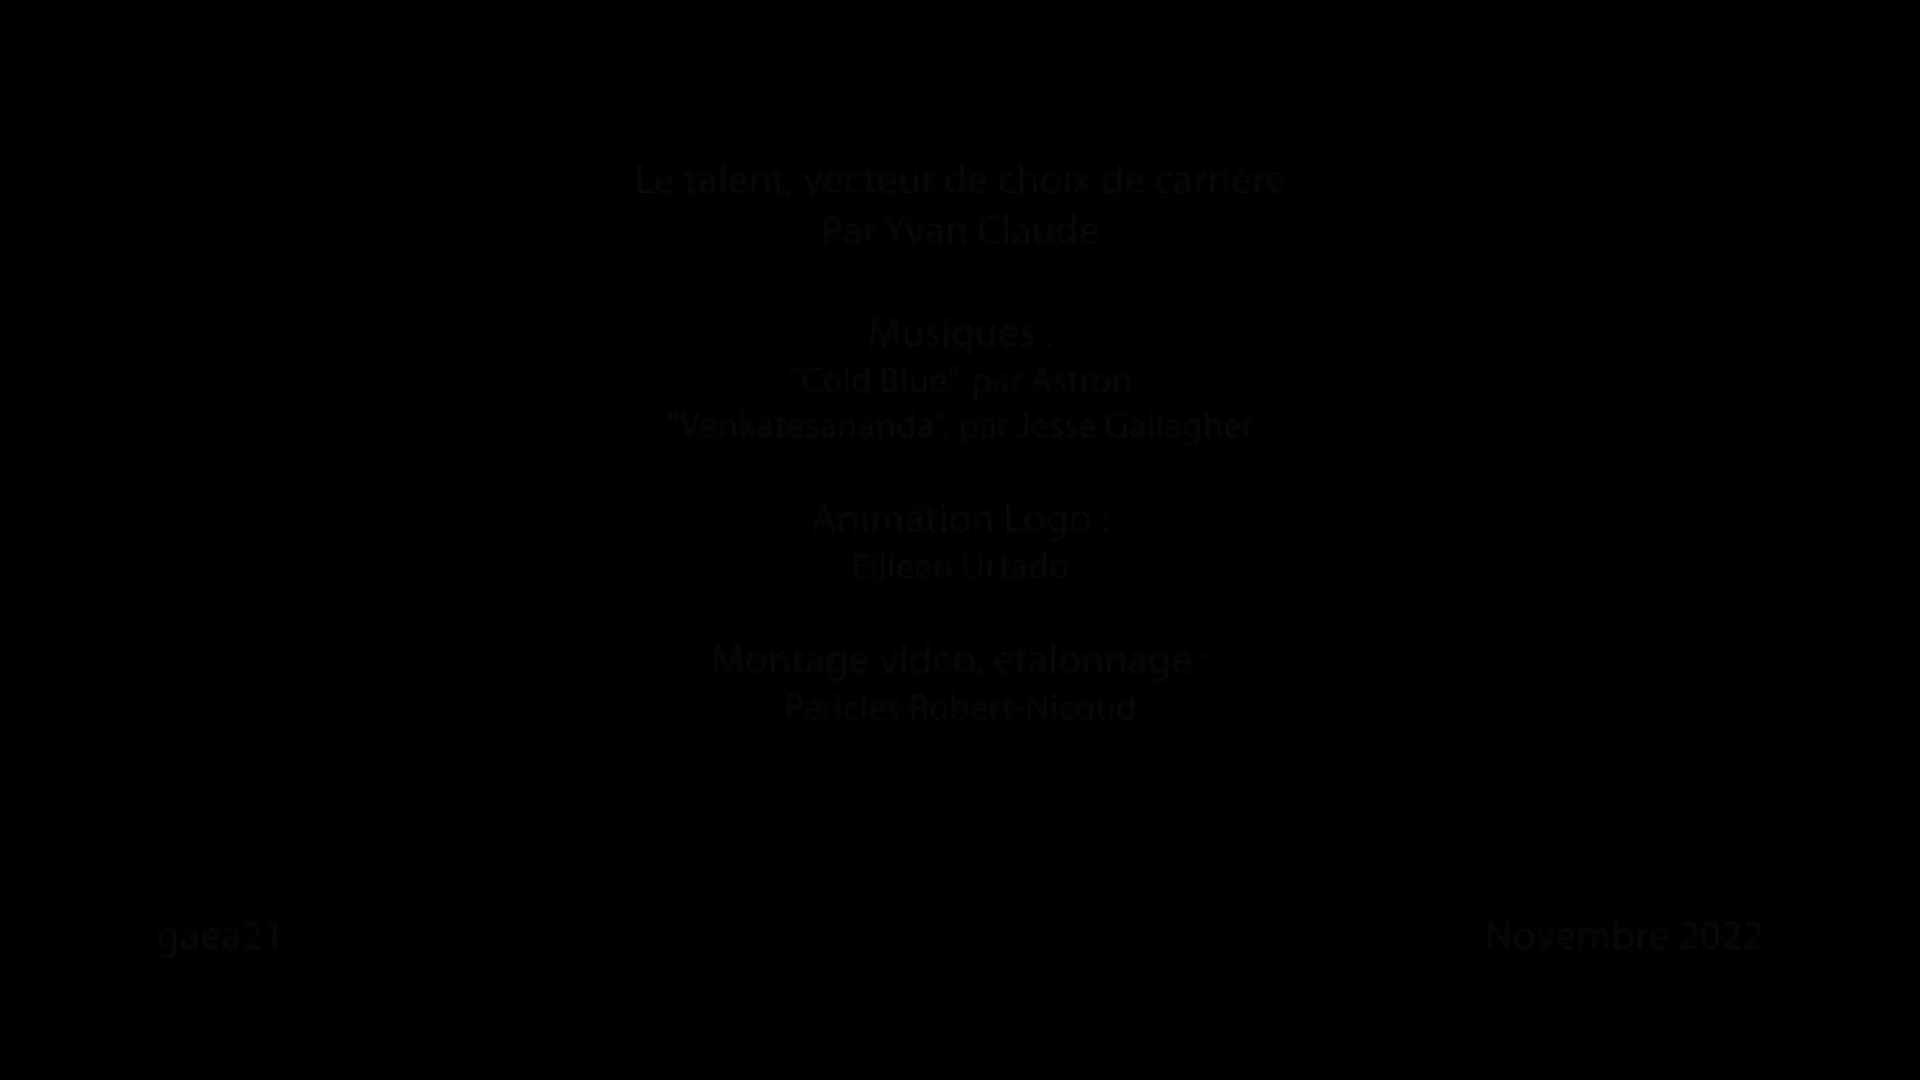 Le talent, vecteur de choix de carrière
Par Yvan Claude
Musiques :
"Cold Blue", par Astron
"Venkatesananda", par Jesse Gallagher
Animation Logo :
Eilleen Urtado
Montage vidéo, étalonnage :
Péricles Robert-Nicoud
gaea21
Novembre 2022